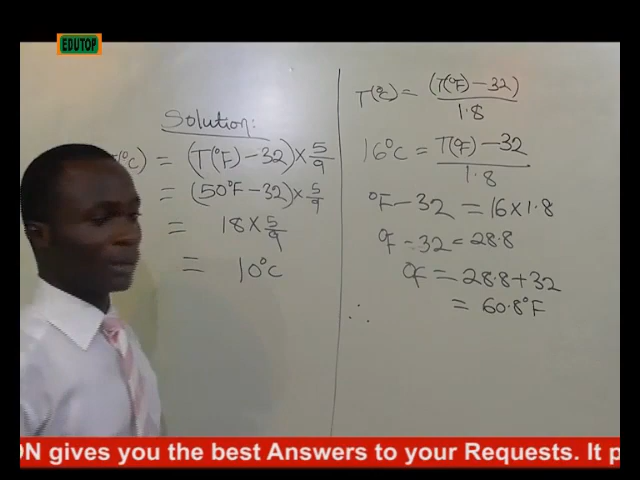 EDUTOP
Solution:
°C) = (T(°F) - 32) × 5/9
= (50°F - 32) × 5/9
= 18 × 5/9
= 10°C
T(°C) = (T(°F) - 32) / 1.8
16°C = T(°F) - 32 / 1.8
°F - 32 = 16 × 1.8
°F - 32 = 28.8
°F = 28.8 + 32
= 60.8°F
∴
ON gives you the best Answers to your Requests. It p